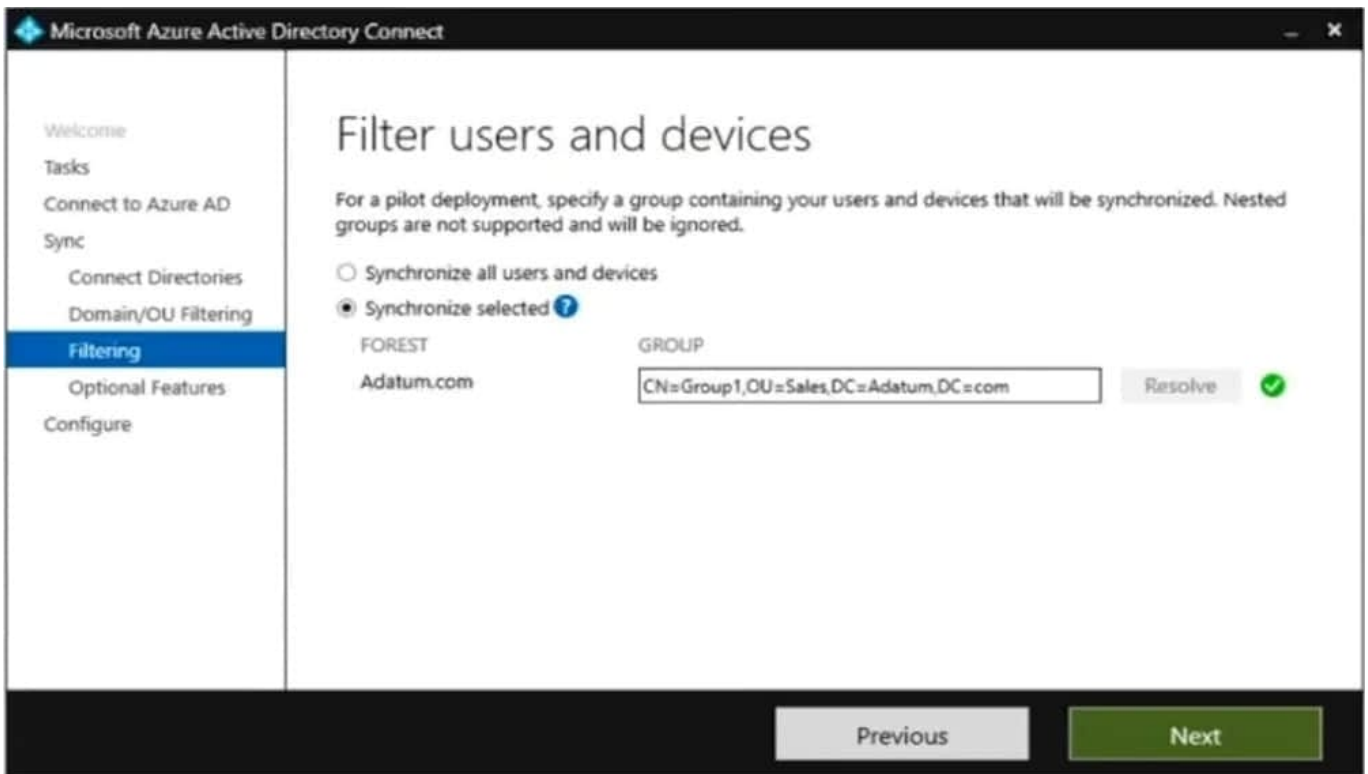 Microsoft Azure Active Directory Connect
Welcome
Tasks
Connect to Azure AD
Sync
Connect Directories
Domain/OU Filtering
Filtering
Optional Features
Configure
Filter users and devices
For a pilot deployment, specify a group containing your users and devices that will be synchronized. Nested
groups are not supported and will be ignored.
Synchronize all users and devices
Synchronize selected ?
FOREST GROUP
Adatum.com CN=Group1,OU=Sales,DC=Adatum,DC=com Resolve
Previous Next